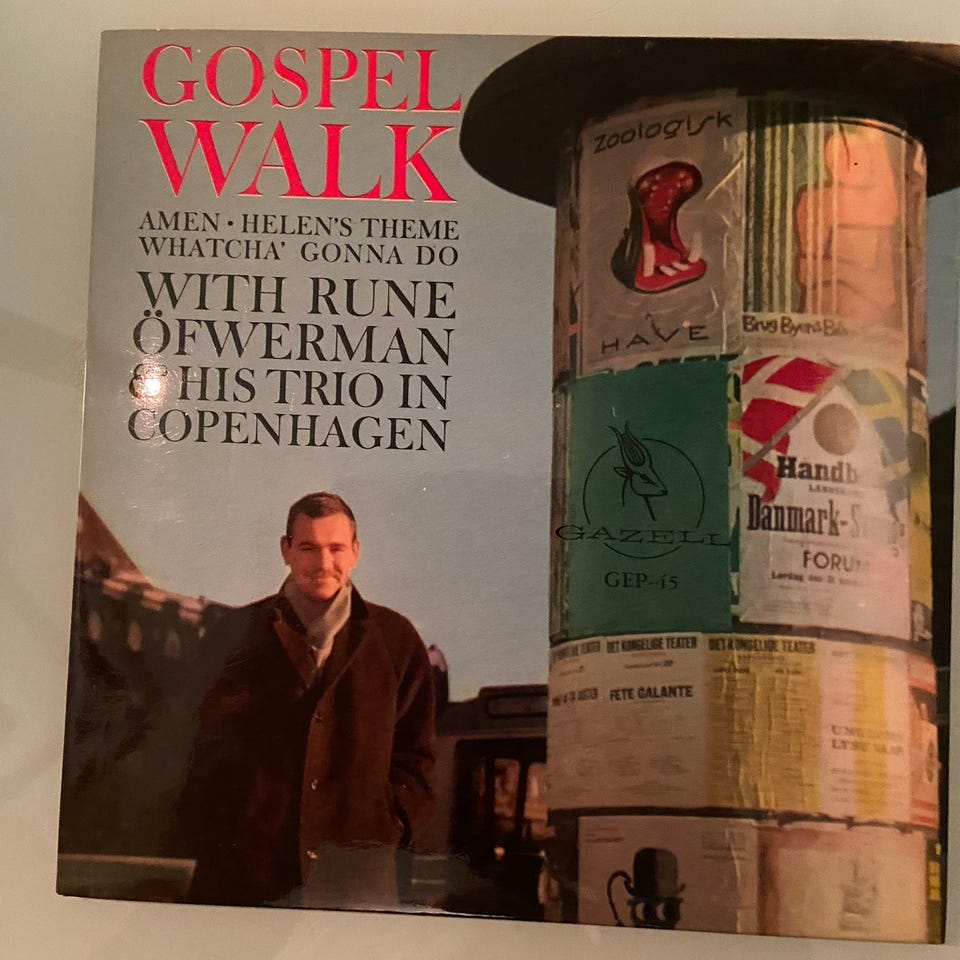 GOSPEL
WALK
AMEN · HELEN'S THEME
WHATCHA' GONNA DO
WITH RUNE
ÖFWERMAN
& HIS TRIO IN
COPENHAGEN
Zoologisk
HAVE
Brug Byens
GAZELL
GEP-45
Handb
Danmark-S
FORUM
DET KONGELIGE TEATER
DET KONGELIGE TEATER
FETE GALANTE